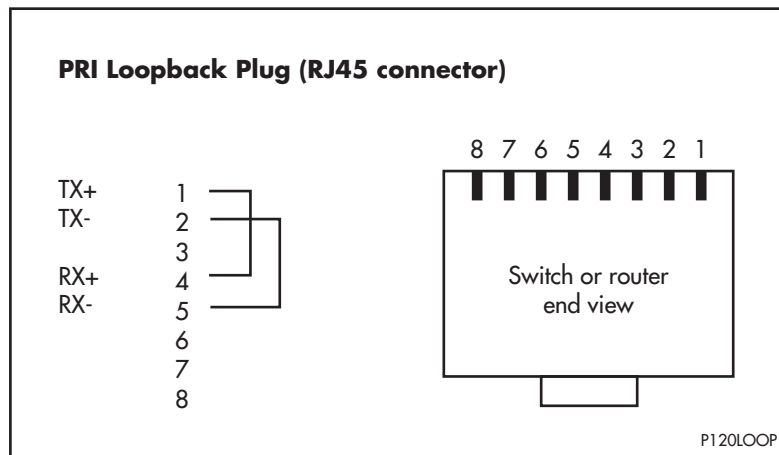 PRI Loopback Plug (RJ45 connector)
TX+ 1
TX- 2
3
RX+ 4
RX- 5
6
7
8
8 7 6 5 4 3 2 1
Switch or router
end view
P120LOOP